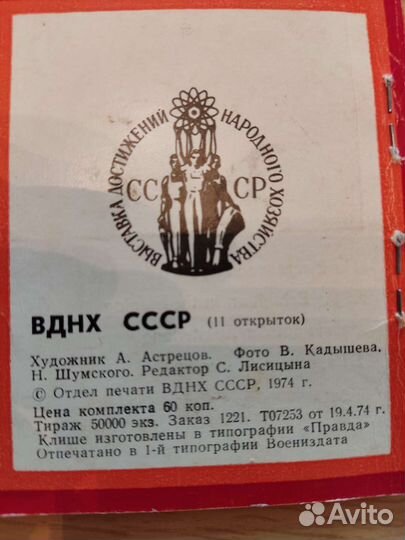 ВЫСТАВКА ДОСТИЖЕНИЙ НАРОДНОГО ХОЗЯЙСТВА
СССР
ВДНХ СССР (11 открыток)
Художник А. Астрецов. Фото В. Кадышева,
Н. Шумского. Редактор С. Лисицына
© Отдел печати ВДНХ СССР, 1974 г.
Цена комплекта 60 коп.
Тираж 50000 экз. Заказ 1221. Т07253 от 19.4.74 г.
Клише изготовлены в типографии «Правда»
Отпечатано в 1-й типографии Воениздата
Avito